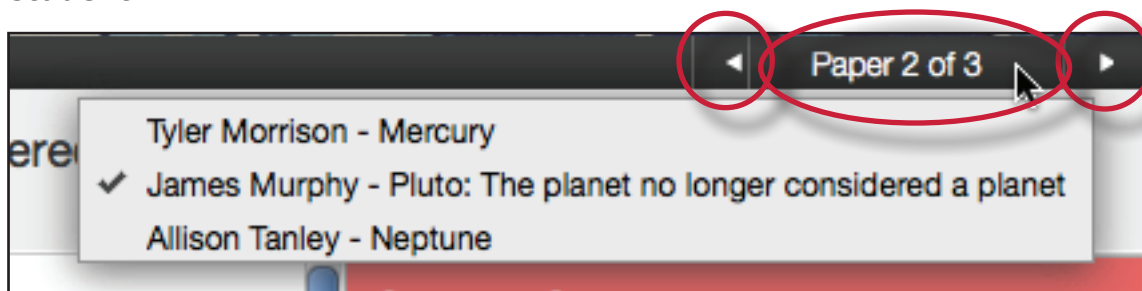 Paper 2 of 3
Tyler Morrison - Mercury
ere
James Murphy - Pluto: The planet no longer considered a planet
Allison Tanley - Neptune